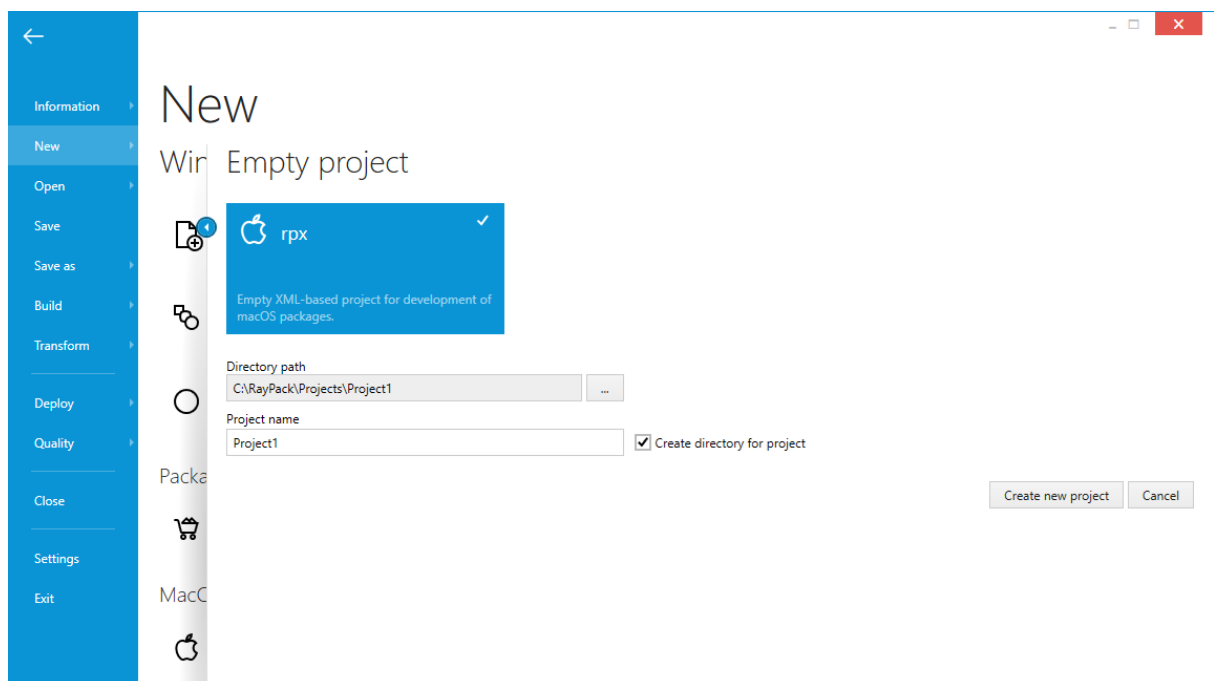 Information
New
Open
Save
Save as
Build
Transform
Deploy
Quality
Close
Settings
Exit
New
Win
Packa
MacO
Empty project
rpx
Empty XML-based project for development of
macOS packages.
Directory path
C:\RayPack\Projects\Project1
...
Project name
Project1
Create directory for project
Create new project
Cancel